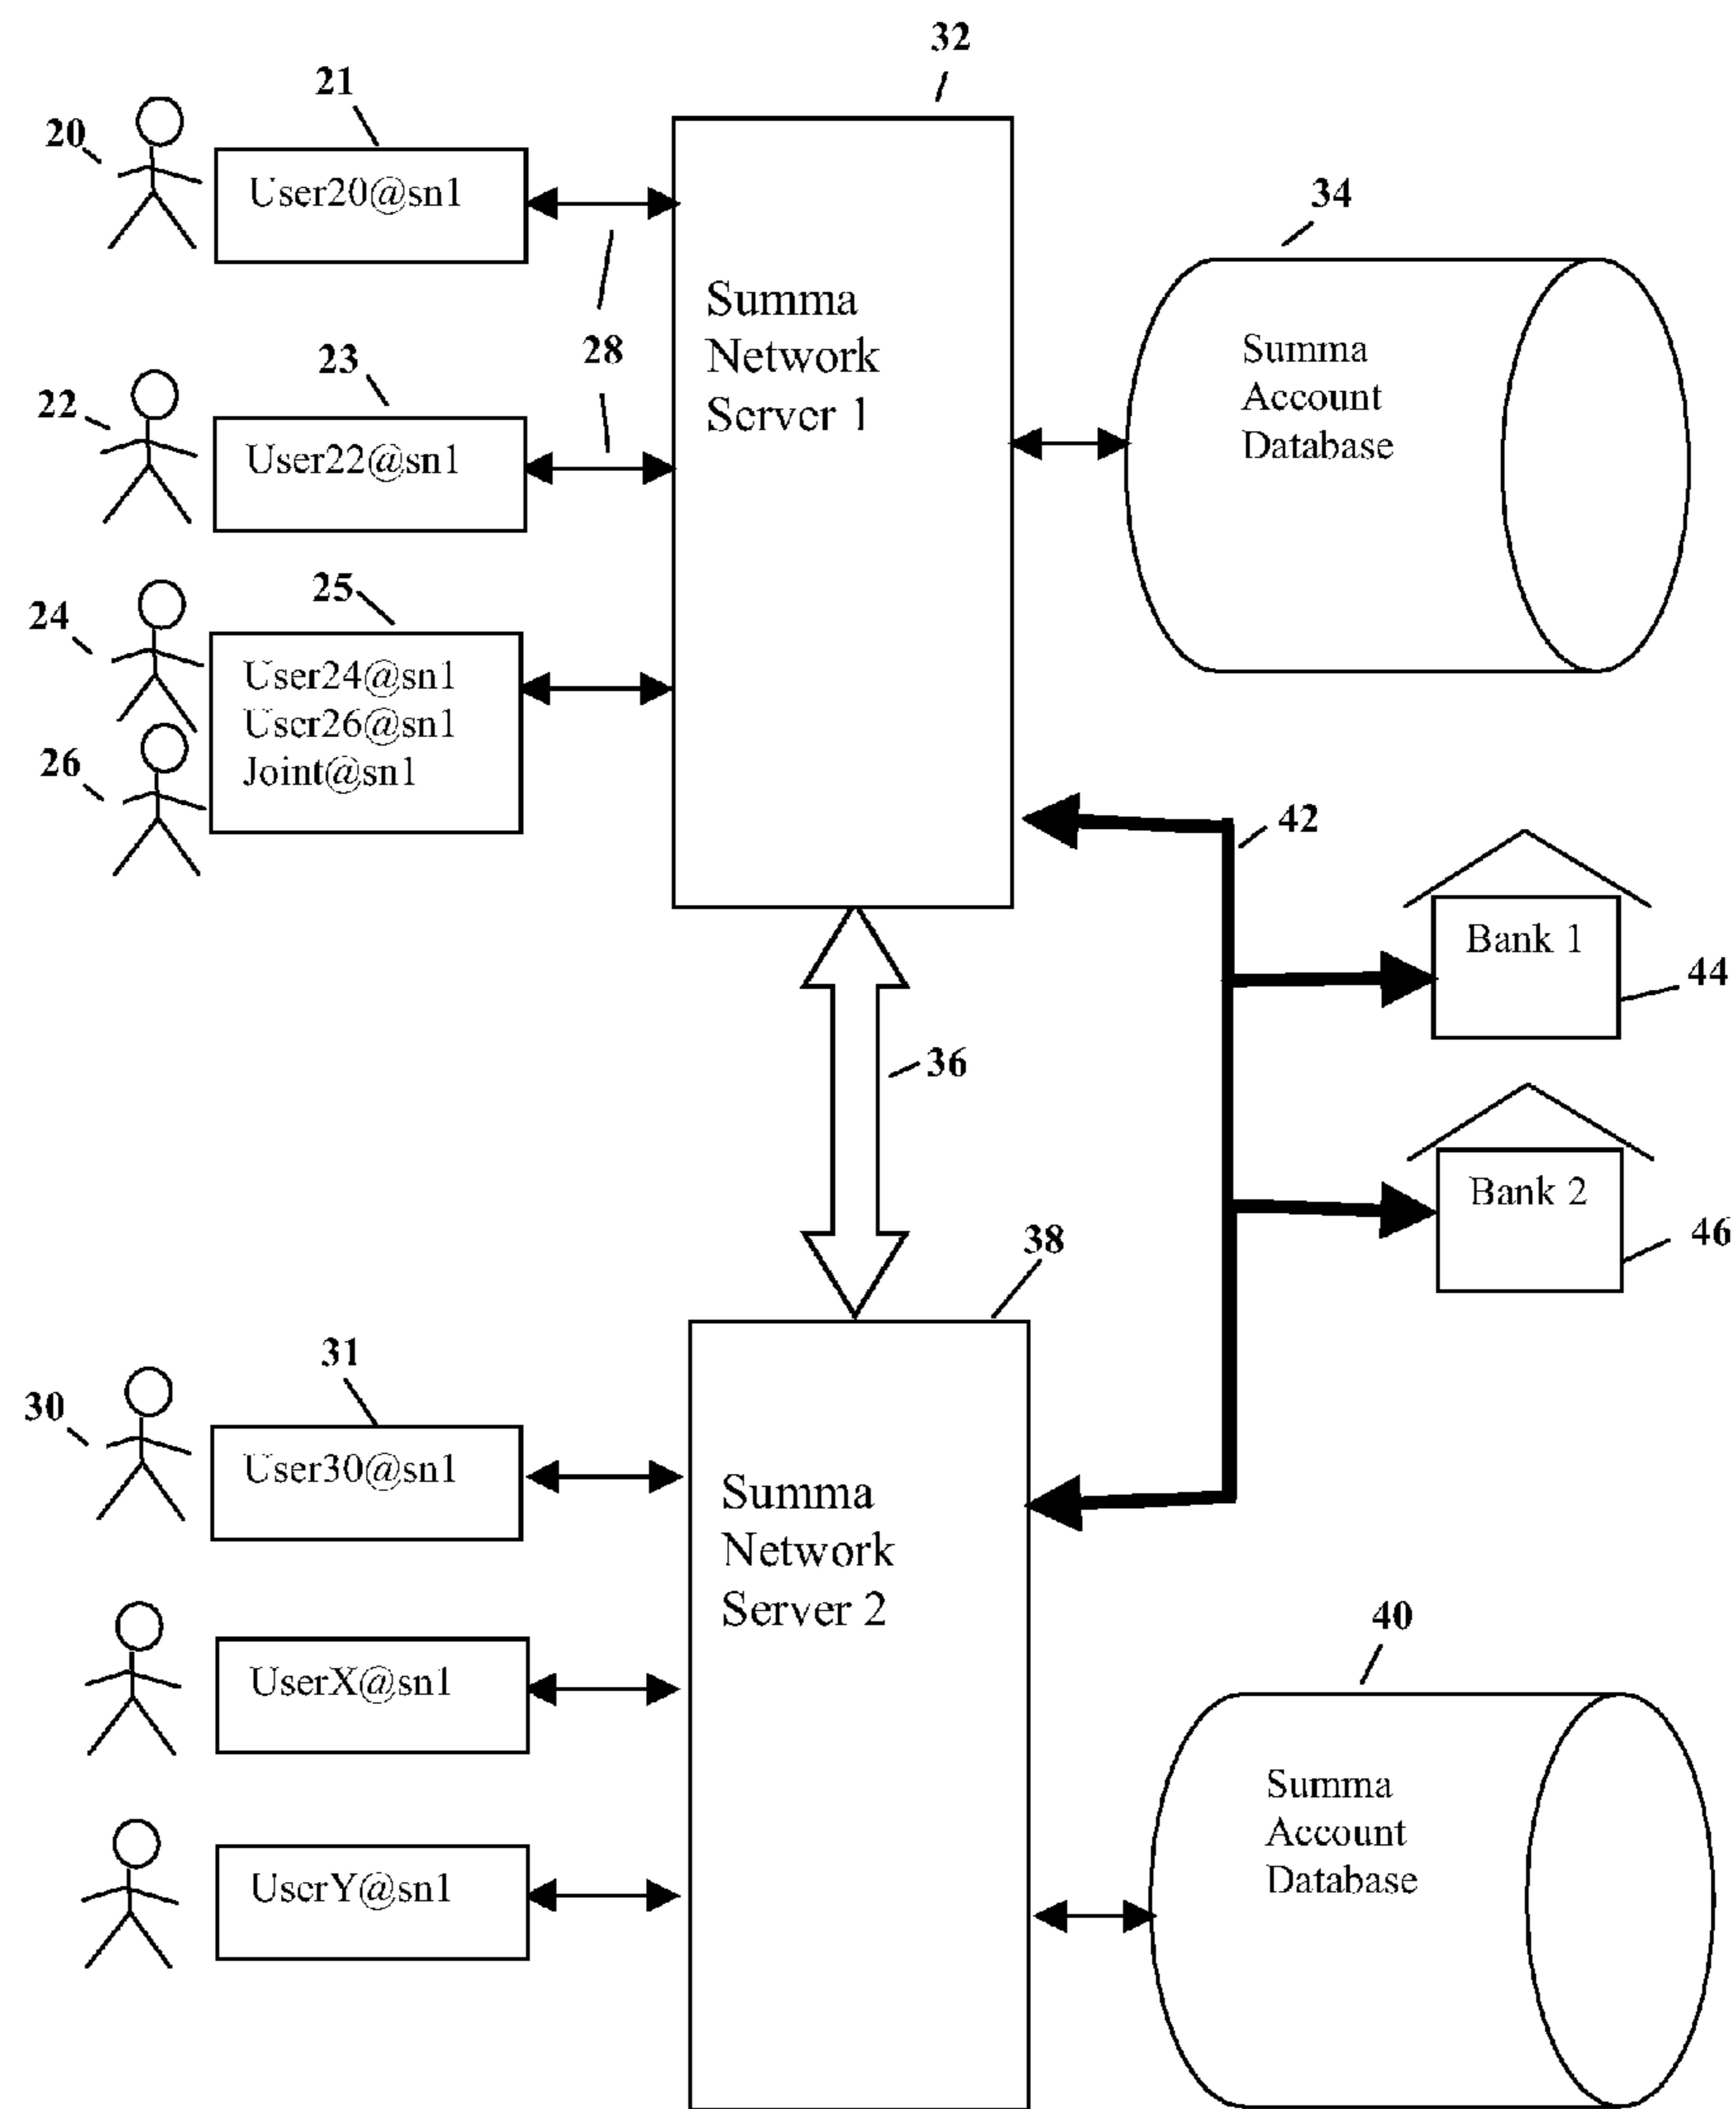 32
21
20
User20@sn1
34
Summa
Network
Server 1
28
23
22
User22@sn1
Summa
Account
Database
25
24
User24@sn1
User26@sn1
Joint@sn1
26
42
Bank 1
44
36
Bank 2
46
38
31
30
User30@sn1
Summa
Network
Server 2
UserX@sn1
40
UserY@sn1
Summa
Account
Database